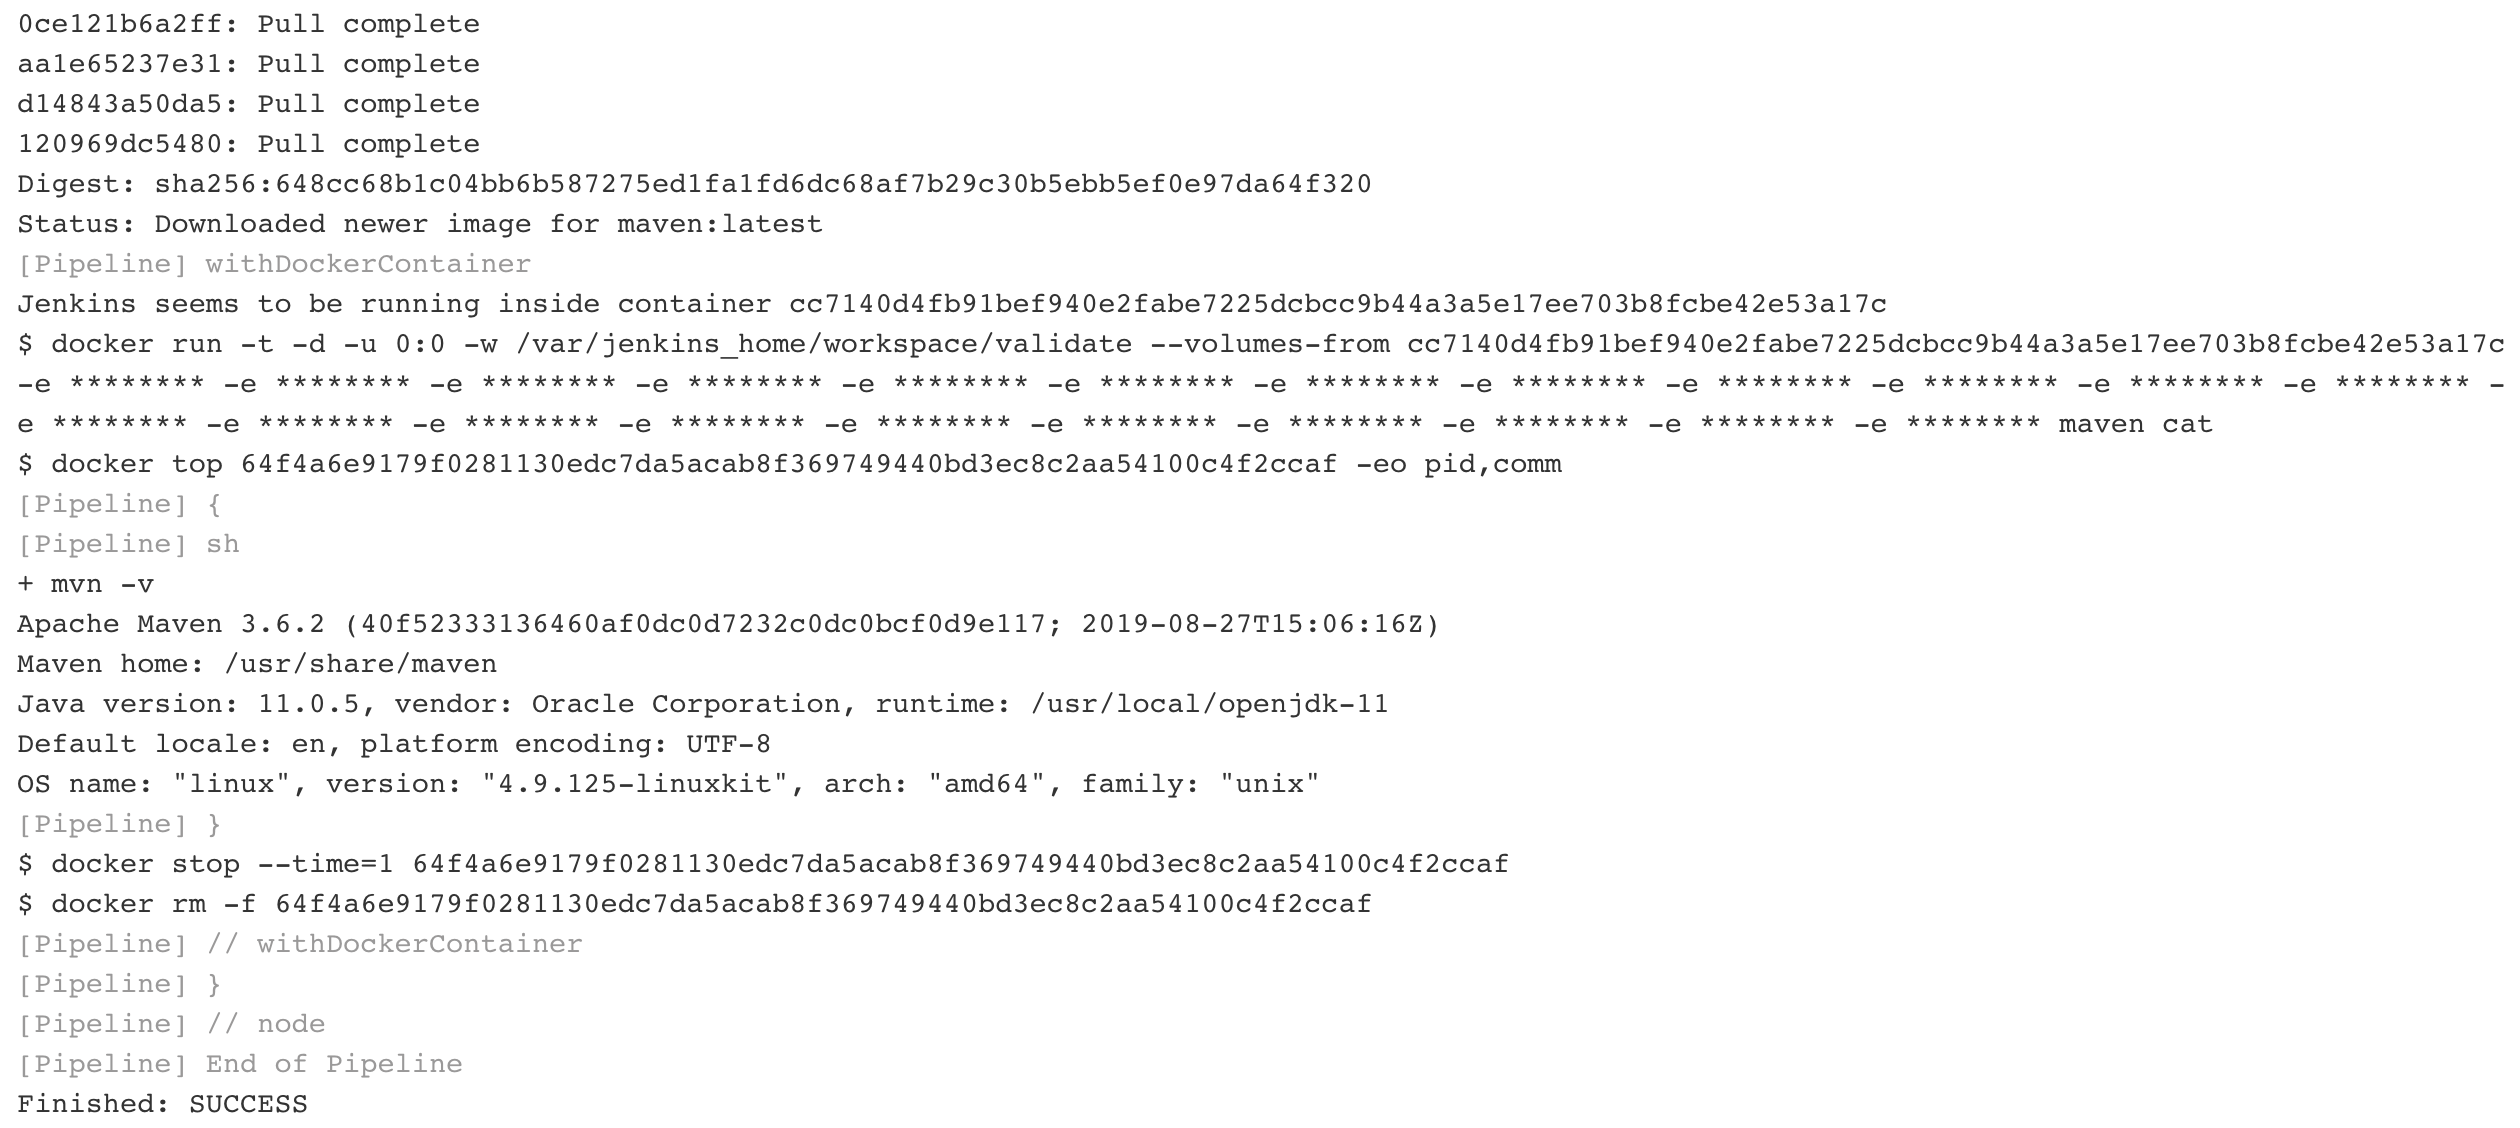 0ce121b6a2ff: Pull complete
aa1e65237e31: Pull complete
d14843a50da5: Pull complete
120969dc5480: Pull complete
Digest: sha256:648cc68b1c04bb6b587275ed1fa1fd6dc68af7b29c30b5ebb5ef0e97da64f320
Status: Downloaded newer image for maven:latest
[Pipeline] withDockerContainer
Jenkins seems to be running inside container cc7140d4fb91bef940e2fabe7225dcbcc9b44a3a5e17ee703b8fcbe42e53a17c
$ docker run -t -d -u 0:0 -w /var/jenkins_home/workspace/validate --volumes-from cc7140d4fb91bef940e2fabe7225dcbcc9b44a3a5e17ee703b8fcbe42e53a17c
-e ******** -e ******** -e ******** -e ******** -e ******** -e ******** -e ******** -e ******** -e ******** -e ******** -e ******** -e ******** -
e ******** -e ******** -e ******** -e ******** -e ******** -e ******** -e ******** -e ******** -e ******** -e ******** maven cat
$ docker top 64f4a6e9179f0281130edc7da5acab8f369749440bd3ec8c2aa54100c4f2ccaf -eo pid,comm
[Pipeline] {
[Pipeline] sh
+ mvn -v
Apache Maven 3.6.2 (40f52333136460af0dc0d7232c0dc0bcf0d9e117; 2019-08-27T15:06:16Z)
Maven home: /usr/share/maven
Java version: 11.0.5, vendor: Oracle Corporation, runtime: /usr/local/openjdk-11
Default locale: en, platform encoding: UTF-8
OS name: "linux", version: "4.9.125-linuxkit", arch: "amd64", family: "unix"
[Pipeline] }
$ docker stop --time=1 64f4a6e9179f0281130edc7da5acab8f369749440bd3ec8c2aa54100c4f2ccaf
$ docker rm -f 64f4a6e9179f0281130edc7da5acab8f369749440bd3ec8c2aa54100c4f2ccaf
[Pipeline] // withDockerContainer
[Pipeline] }
[Pipeline] // node
[Pipeline] End of Pipeline
Finished: SUCCESS